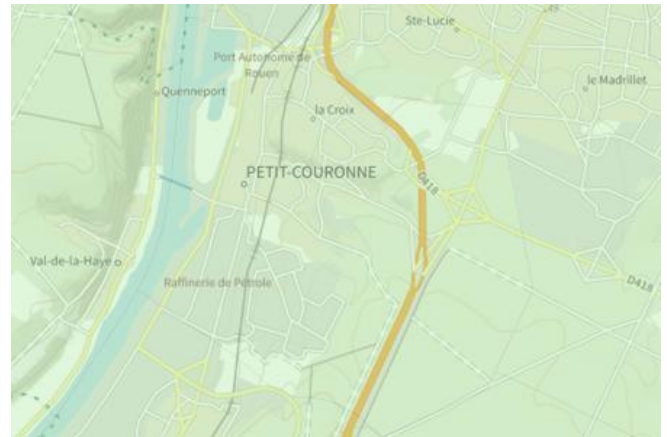 Ste-Lucie
Port Autonome de
Rouen
le Madrillet
Quenneport
la Croix
PETIT-COURONNE
D418
Val-de-la-Haye
Raffinerie de Pétrole
D418